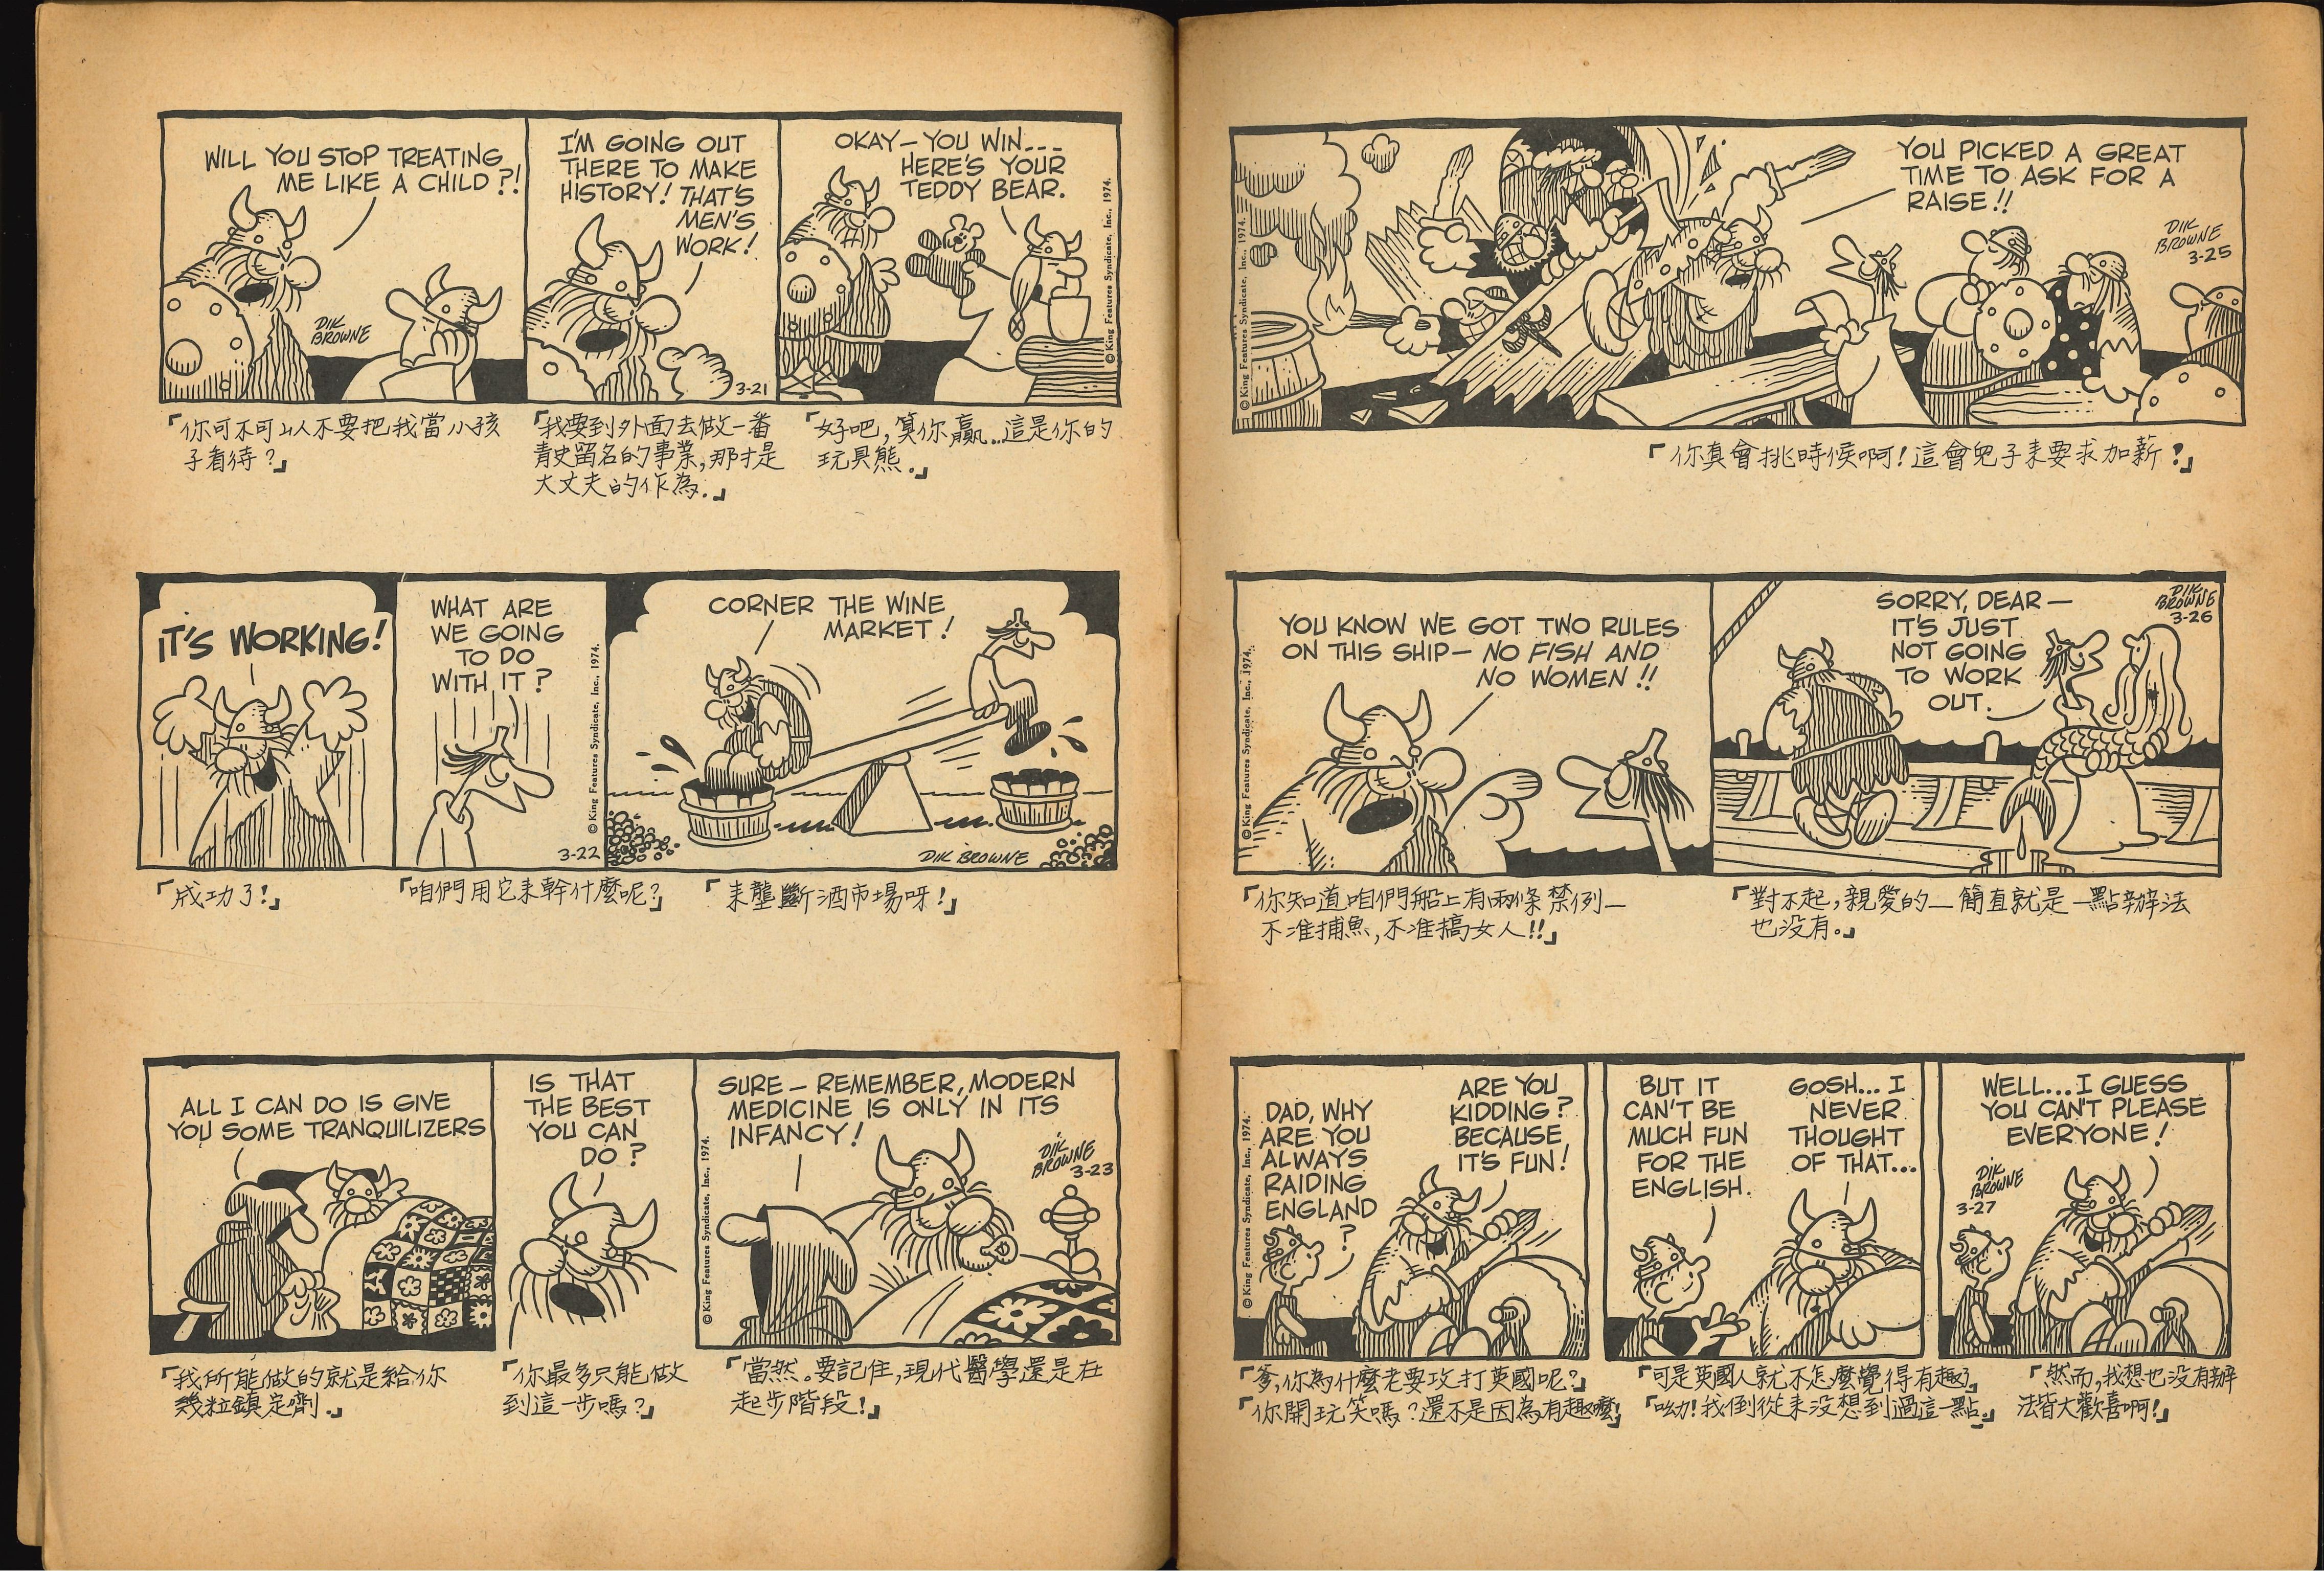 WILL YOU STOP TREATING
ME LIKE A CHILD?!
DIK
BROWNE
I'M GOING OUT
THERE TO MAKE
HISTORY! THAT'S
MEN'S
WORK!
3-21
OKAY—YOU WIN...
HERE'S YOUR
TEDDY BEAR.
© King Features Syndicate, Inc., 1974.
「你可不可以不要把我當小孩
子看待？」
「我要到外面去做一番
青史留名的事業，那才是
大丈夫的作為．」
「好吧，算你贏...這是你的
玩具熊．」
IT'S WORKING!
WHAT ARE
WE GOING
TO DO
WITH IT?
© King Features Syndicate, Inc., 1974.
3-22
CORNER THE WINE
MARKET!
DIK BROWNE
「成功了！」
「咱們用它來幹什麼呢？」
「來壟斷酒市場呀！」
ALL I CAN DO IS GIVE
YOU SOME TRANQUILIZERS
IS THAT
THE BEST
YOU CAN
DO?
SURE—REMEMBER, MODERN
MEDICINE IS ONLY IN ITS
INFANCY!
DIK
BROWNE
3-23
© King Features Syndicate, Inc., 1974.
「我所能做的就是給你
幾粒鎮定劑．」
「你最多只能做
到這一步嗎？」
「當然。要記住，現代醫學還是在
起步階段！」
© King Features Syndicate, Inc., 1974.
YOU PICKED A GREAT
TIME TO ASK FOR A
RAISE!!
DIK
BROWNE
3-25
「你真會挑時候啊！這會兒子來要求加薪！」
© King Features Syndicate, Inc., 1974.
YOU KNOW WE GOT TWO RULES
ON THIS SHIP—NO FISH AND
NO WOMEN!!
SORRY, DEAR—
IT'S JUST
NOT GOING
TO WORK
OUT.
DIK
BROWNE
3-26
「你知道咱們船上有兩條禁例—
不准捕魚，不准搞女人！！」
「對不起，親愛的—簡直就是一點辦法
也没有。」
© King Features Syndicate, Inc., 1974.
DAD, WHY
ARE YOU
ALWAYS
RAIDING
ENGLAND
?
ARE YOU
KIDDING?
BECAUSE
IT'S FUN!
BUT IT
CAN'T BE
MUCH FUN
FOR THE
ENGLISH.
GOSH... I
NEVER
THOUGHT
OF THAT...
WELL...I GUESS
YOU CAN'T PLEASE
EVERYONE!
DIK
BROWNE
3-27
「爹，你為什麼老要攻打英國呢？」
「你開玩笑嗎？還不是因為有趣嚒！」
「可是英國人就不怎麼覺得有趣了」
「呦！我倒從來没想到過這一點。」
「然而，我想也没有辦
法皆大歡喜啊！」